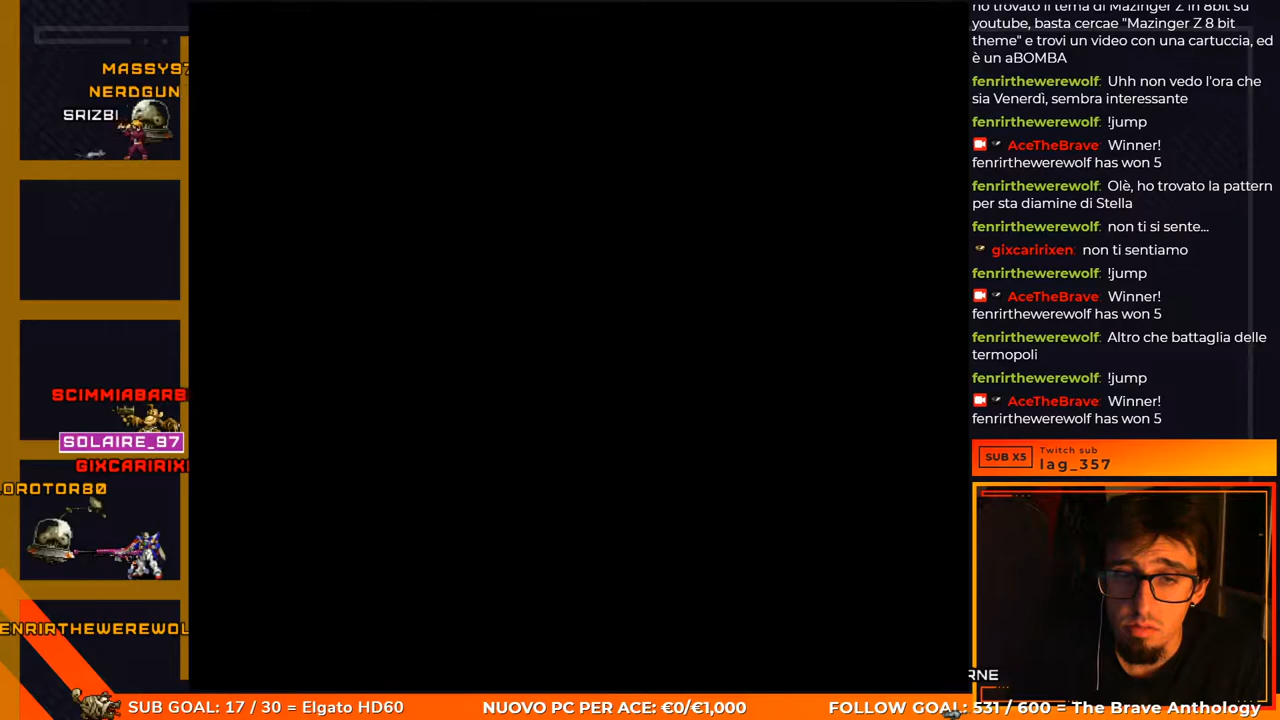 MASSY97
NERDGUN
SRIZBI
SCIMMIABARB
SOLAIRE_97
GIXCARIRIXI
OROTOR80
ENRIRTHEWEREWOL
ho trovato il tema di Mazinger Z in 8bit su
youtube, basta cercae "Mazinger Z 8 bit
theme" e trovi un video con una cartuccia, ed
è un aBOMBA
fenrirthewerewolf: Uhh non vedo l'ora che
sia Venerdì, sembra interessante
fenrirthewerewolf: !jump
AceTheBrave: Winner!
fenrirthewerewolf has won 5
fenrirthewerewolf: Olè, ho trovato la pattern
per sta diamine di Stella
fenrirthewerewolf: non ti si sente...
gixcaririxen: non ti sentiamo
fenrirthewerewolf: !jump
AceTheBrave: Winner!
fenrirthewerewolf has won 5
fenrirthewerewolf: Altro che battaglia delle
termopoli
fenrirthewerewolf: !jump
AceTheBrave: Winner!
fenrirthewerewolf has won 5
SUB X5
Twitch sub
lag_357
RNE
SUB GOAL: 17 / 30 = Elgato HD60
NUOVO PC PER ACE: €0/€1,000
FOLLOW GOAL: 531 / 600 = The Brave Anthology